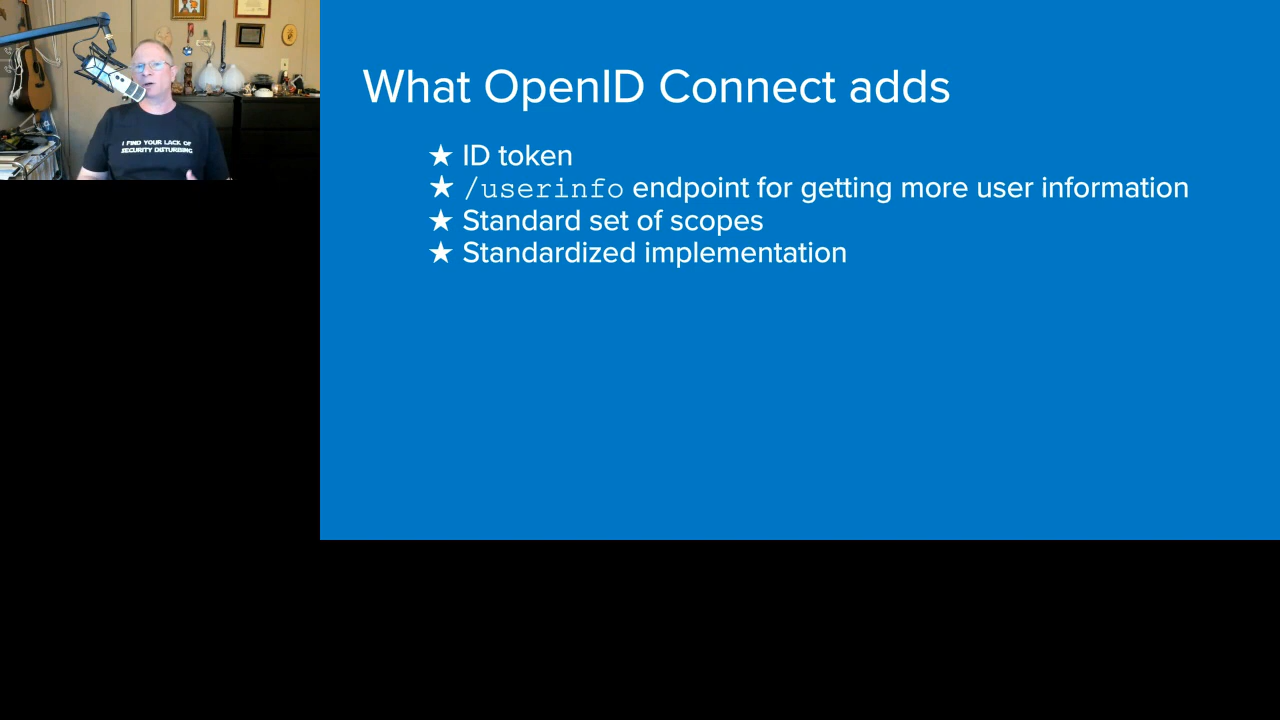 I FIND YOUR LACK OF
SECURITY DISTURBING
What OpenID Connect adds
★ ID token
★ /userinfo endpoint for getting more user information
★ Standard set of scopes
★ Standardized implementation